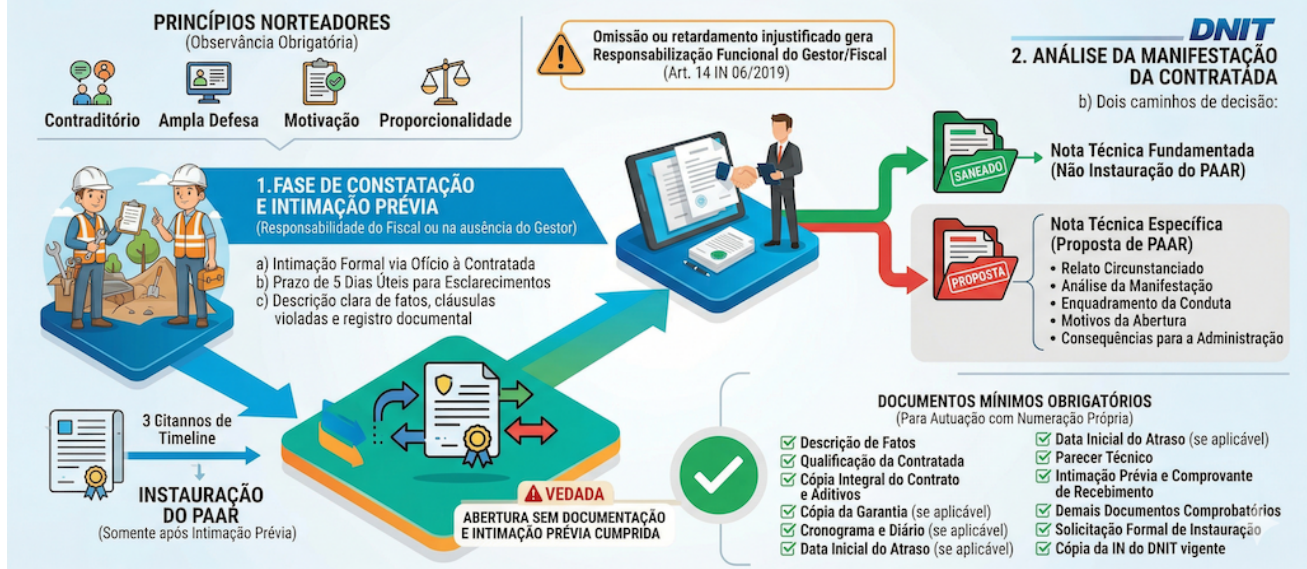 PRINCÍPIOS NORTEADORES
(Observância Obrigatória)
Contraditório
Ampla Defesa
Motivação
Proporcionalidade
Omissão ou retardamento injustificado gera
Responsabilização Funcional do Gestor/Fiscal
(Art. 14 IN 06/2019)
DNIT
2. ANÁLISE DA MANIFESTAÇÃO
DA CONTRATADA
b) Dois caminhos de decisão:
1. FASE DE CONSTATAÇÃO
E INTIMAÇÃO PRÉVIA
(Responsabilidade do Fiscal ou na ausência do Gestor)
a) Intimação Formal via Ofício à Contratada
b) Prazo de 5 Dias Úteis para Esclarecimentos
c) Descrição clara de fatos, cláusulas
violadas e registro documental
SANEADO
Nota Técnica Fundamentada
(Não Instauração do PAAR)
PROPOSTA
Nota Técnica Específica
(Proposta de PAAR)
• Relato Circunstanciado
• Análise da Manifestação
• Enquadramento da Conduta
• Motivos da Abertura
• Consequências para a Administração
3 Gitannos de
Timeline
INSTAURAÇÃO
DO PAAR
(Somente após Intimação Prévia)
VEDADA
ABERTURA SEM DOCUMENTAÇÃO
E INTIMAÇÃO PRÉVIA CUMPRIDA
DOCUMENTOS MÍNIMOS OBRIGATÓRIOS
(Para Autuação com Numeração Própria)
Descrição de Fatos
Qualificação da Contratada
Cópia Integral do Contrato
e Aditivos
Cópia da Garantia (se aplicável)
Cronograma e Diário (se aplicável)
Data Inicial do Atraso (se aplicável)
Data Inicial do Atraso (se aplicável)
Parecer Técnico
Intimação Prévia e Comprovante
de Recebimento
Demais Documentos Comprobatórios
Solicitação Formal de Instauração
Cópia da IN do DNIT vigente